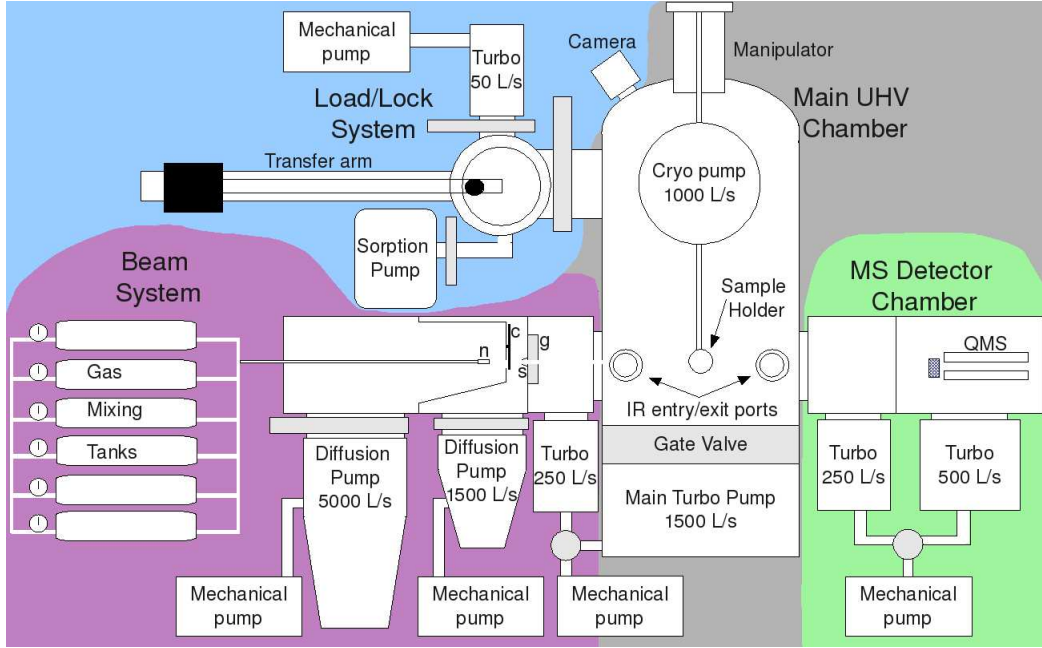 Mechanical
pump
Turbo
50 L/s
Camera
Manipulator
Load/Lock
System
Main UHV
Chamber
Transfer arm
Cryo pump
1000 L/s
Sorption
Pump
Beam
System
MS Detector
Chamber
Sample
Holder
c
g
n
s
QMS
Gas
Mixing
Tanks
IR entry/exit ports
Gate Valve
Diffusion
Pump
5000 L/s
Diffusion
Pump
1500 L/s
Turbo
250 L/s
Main Turbo Pump
1500 L/s
Turbo
250 L/s
Turbo
500 L/s
Mechanical
pump
Mechanical
pump
Mechanical
pump
Mechanical
pump